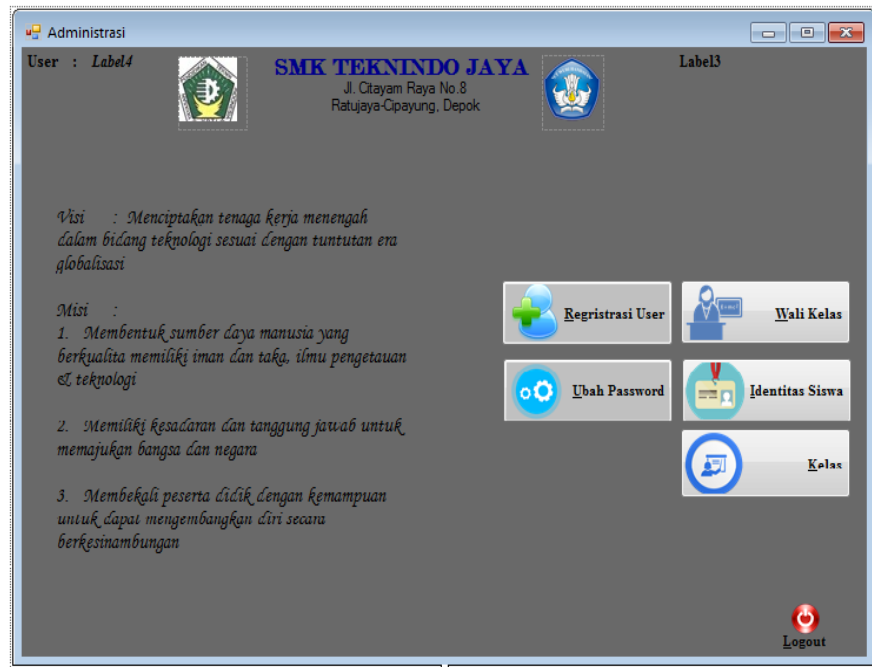 Administrasi
User : Label4
SMK TEKNINDO JAYA
Jl. Citayam Raya No.8
Ratujaya-Cipayung, Depok
Label3
Visi : Menciptakan tenaga kerja menengah
dalam bidang teknologi sesuai dengan tuntutan era
globalisasi
Misi :
1. Membentuk sumber daya manusia yang
berkualita memiliki iman dan taka, ilmu pengetauan
& teknologi
2. Memiliki kesadaran dan tanggung jawab untuk
memajukan bangsa dan negara
3. Membekali peserta didik dengan kemampuan
untuk dapat mengembangkan diri secara
berkesinambungan
Regristrasi User
Wali Kelas
Ubah Password
Identitas Siswa
Kelas
Logout